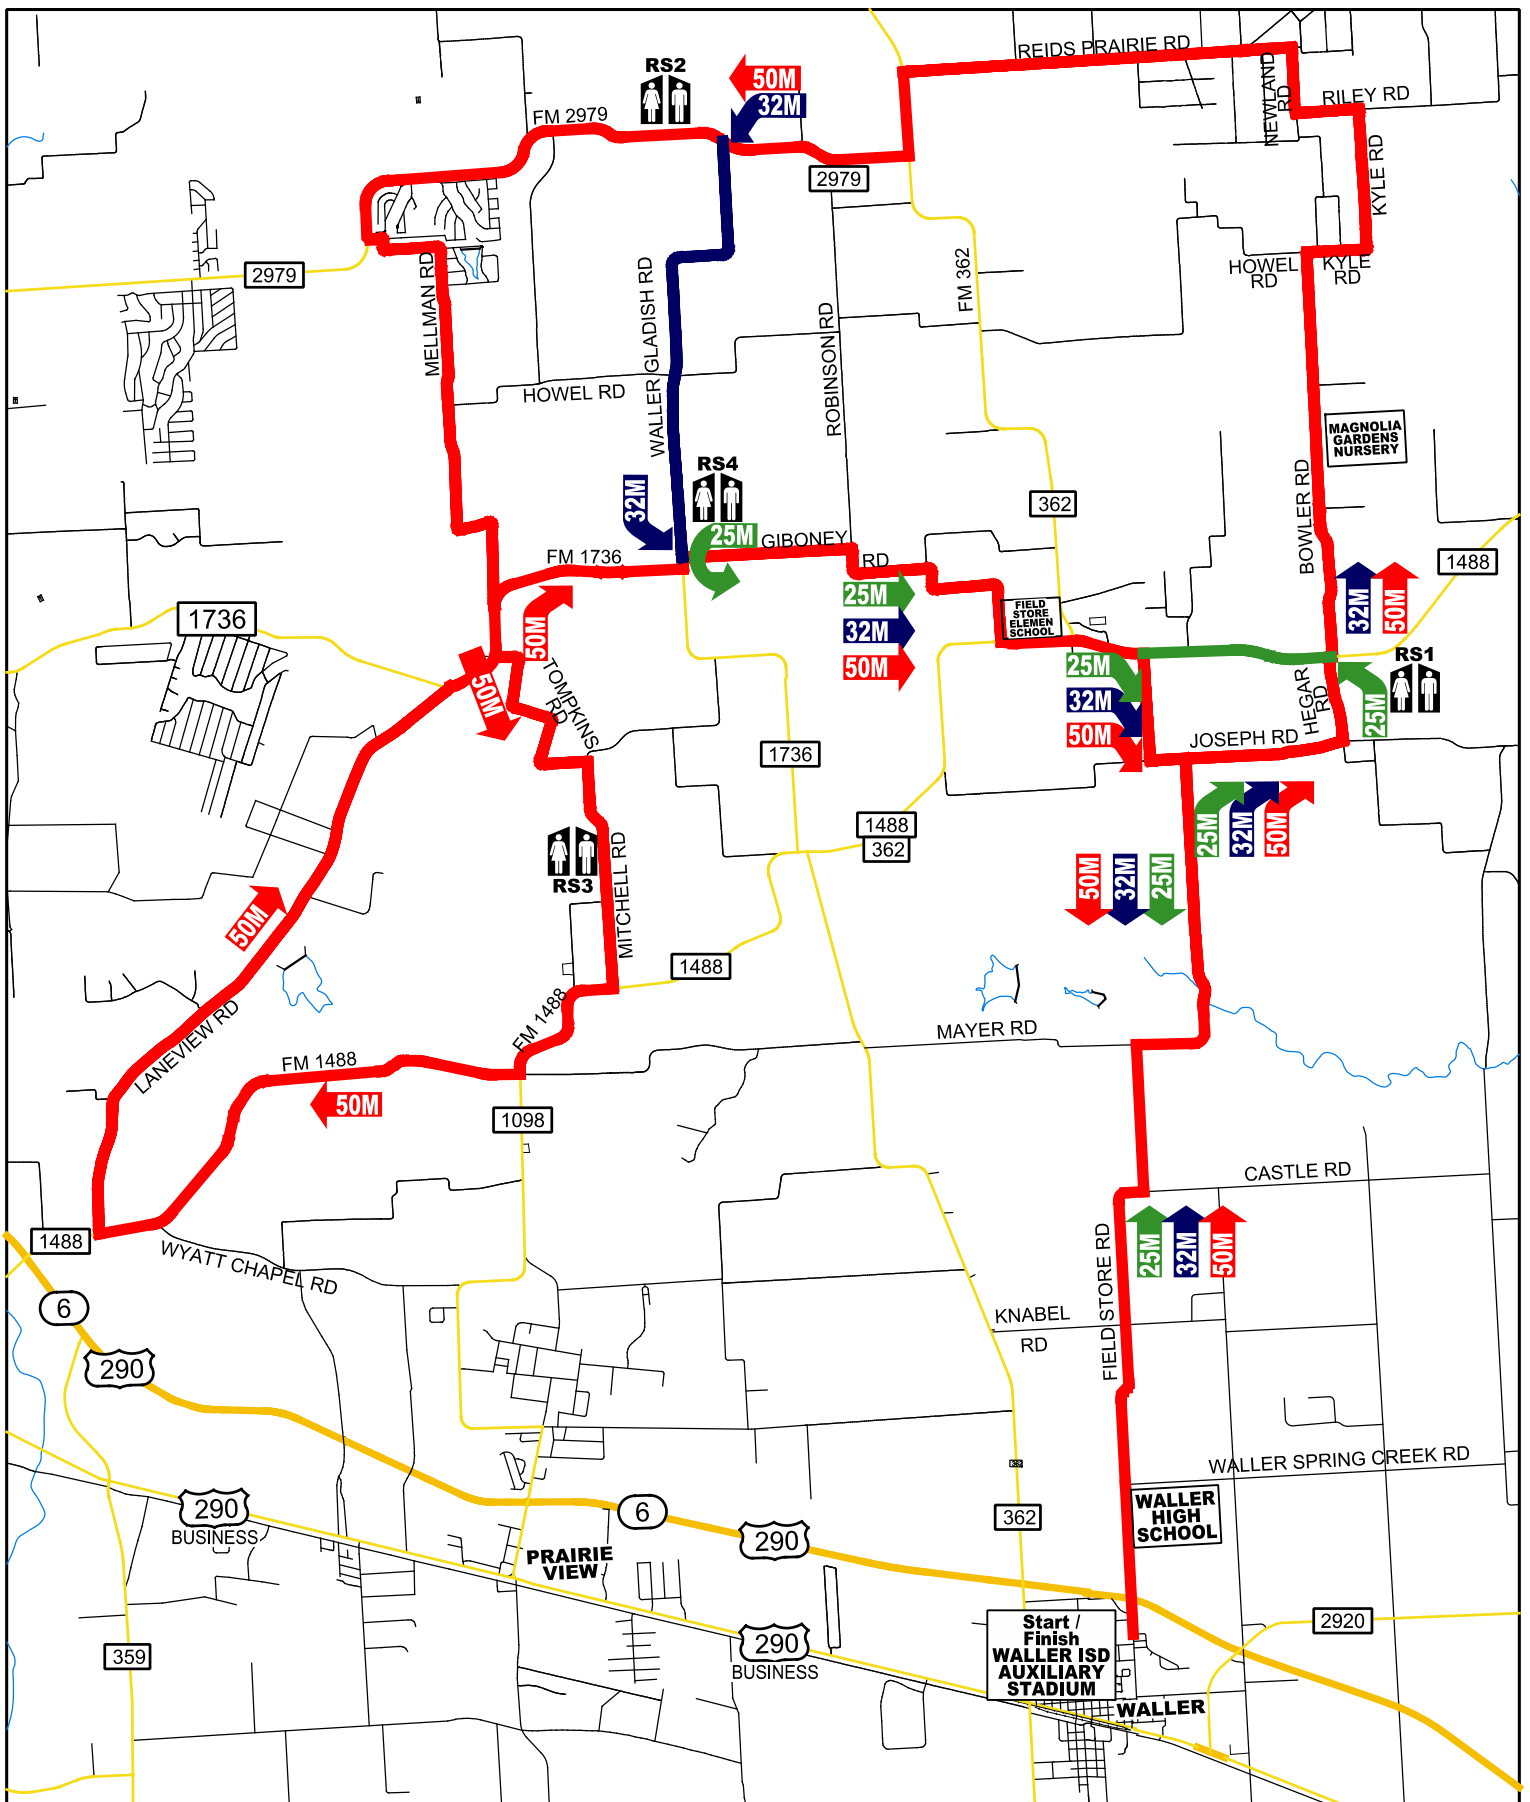 REIDS PRAIRIE RD
RS2
50M
32M
NEWLAND
RD
RILEY RD
FM 2979
KYLE RD
2979
2979
HOWEL
RD
KYLE
RD
MELLMAN RD
WALLER GLADISH RD
ROBINSON RD
FM 362
HOWEL RD
MAGNOLIA
GARDENS
NURSERY
BOWLER RD
RS4
32M
25M
362
GIBONEY
RD
FM 1736
1488
25M
32M
50M
FIELD
STORE
ELEMEN
SCHOOL
32M
50M
1736
50M
50M
TOMPKINS
RD
25M
32M
50M
RS1
HEGAR
RD
25M
JOSEPH RD
1736
25M
32M
50M
1488
362
RS3
MITCHELL RD
50M
32M
25M
50M
1488
FM 1488
MAYER RD
LANEVIEW RD
FM 1488
50M
1098
CASTLE RD
1488
WYATT CHAPEL RD
FIELD STORE RD
25M
32M
50M
6
290
KNABEL
RD
WALLER SPRING CREEK RD
290
BUSINESS
6
290
362
WALLER
HIGH
SCHOOL
PRAIRIE
VIEW
Start /
Finish
WALLER ISD
AUXILIARY
STADIUM
2920
359
290
BUSINESS
WALLER